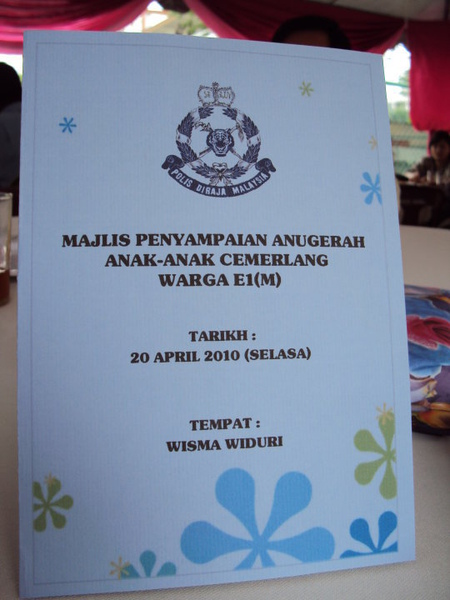 POLIS DIRAJA MALAYSIA
MAJLIS PENYAMPAIAN ANUGERAH
ANAK-ANAK CEMERLANG
WARGA E1(M)
TARIKH :
20 APRIL 2010 (SELASA)
TEMPAT :
WISMA WIDURI